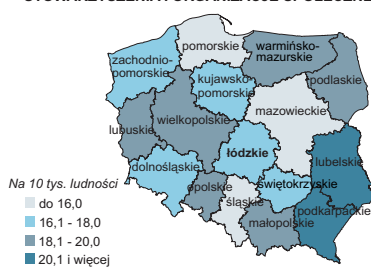 pomorskie
warmińsko-
mazurskie
zachodnio-
pomorskie
podlaskie
kujawsko-
pomorskie
mazowieckie
wielkopolskie
lubuskie
łódzkie
lubelskie
dolnośląskie
świętokrzyskie
opolskie
śląskie
podkarpackie
małopolskie
Na 10 tys. ludności
do 16,0
16,1 - 18,0
18,1 - 20,0
20,1 i więcej